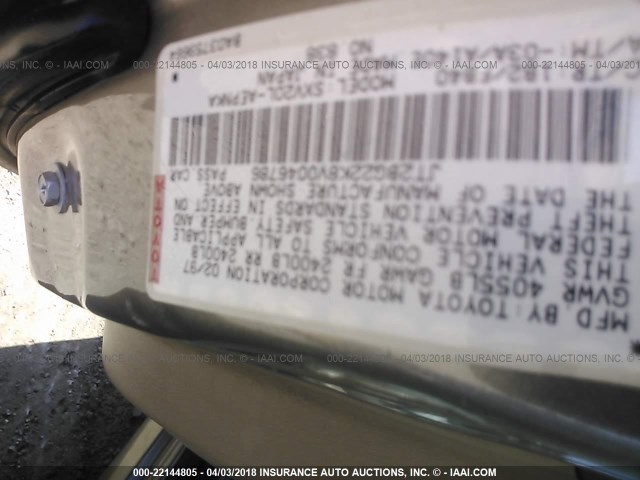 000-22144805 - 04/03/2018 INSURANCE AUTO AUCTIONS, INC. - © IAAI.COM
MFD. BY: TOYOTA MOTOR CORPORATION 02/97
GVWR 4055LB GAWR FR 2400LB RR 2400LB
THIS VEHICLE CONFORMS TO ALL APPLICABLE
FEDERAL MOTOR VEHICLE SAFETY BUMPER AND
THEFT PREVENTION STANDARDS IN EFFECT ON
THE DATE OF MANUFACTURE SHOWN ABOVE.
JT2BG22K8V0046786 PASS CAR
TOYOTA
MODEL: SXV20L-AEPNKA
JAPAN
NO 838
000-22144805 - 04/03/2018 INSURANCE AUTO AUCTIONS, INC. - © IAAI.COM
000-22144805 - 04/03/2018 INSURANCE AUTO AUCTIONS, INC. - © IAAI.COM